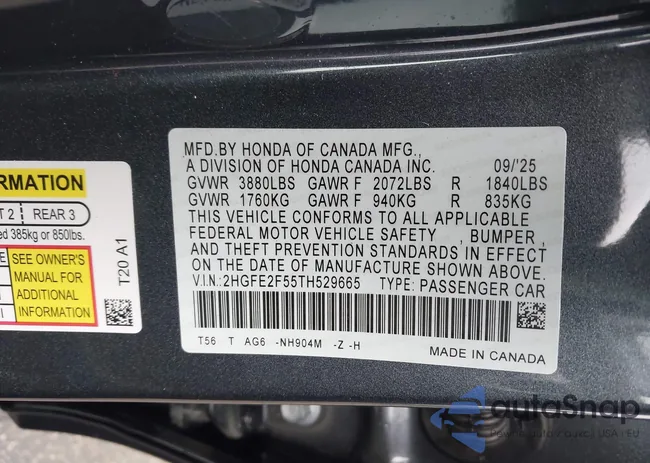 MFD.BY HONDA OF CANADA MFG.,
A DIVISION OF HONDA CANADA INC. 09/'25
GVWR 3880LBS GAWR F 2072LBS R 1840LBS
GVWR 1760KG GAWR F 940KG R 835KG
THIS VEHICLE CONFORMS TO ALL APPLICABLE
FEDERAL MOTOR VEHICLE SAFETY , BUMPER,
AND THEFT PREVENTION STANDARDS IN EFFECT
ON THE DATE OF MANUFACTURE SHOWN ABOVE.
V.I.N.:2HGFE2F55TH529665 TYPE: PASSENGER CAR
T56 T AG6 -NH904M -Z -H
MADE IN CANADA
RMATION
2 REAR 3
ed 385kg or 850lbs.
SEE OWNER'S
MANUAL FOR
ADDITIONAL
INFORMATION
T20 A1
autoSnap
USA | EU